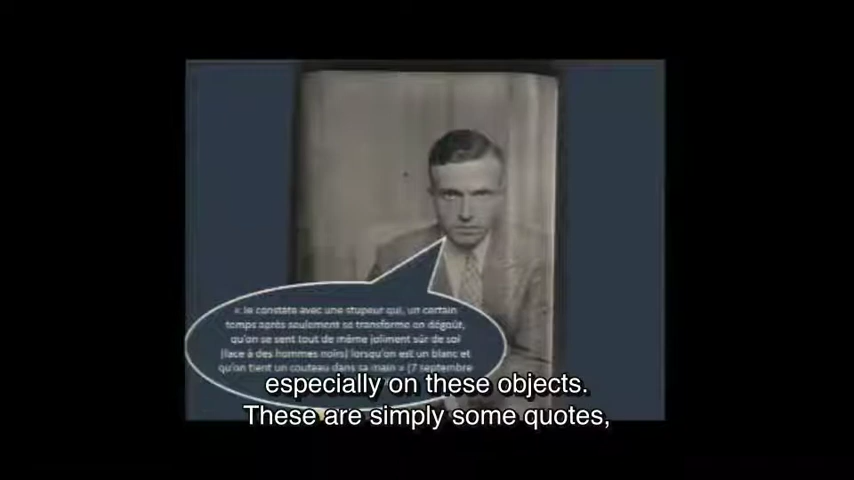 « Je constate avec une stupeur qui, un certain
temps après seulement se transforme en dégoût,
qu'on se sent tout de même joliment sûr de soi
(face à des hommes noirs) lorsqu'on est un blanc et
qu'on tient un couteau dans sa main » (7 septembre
especially on these objects.
These are simply some quotes,